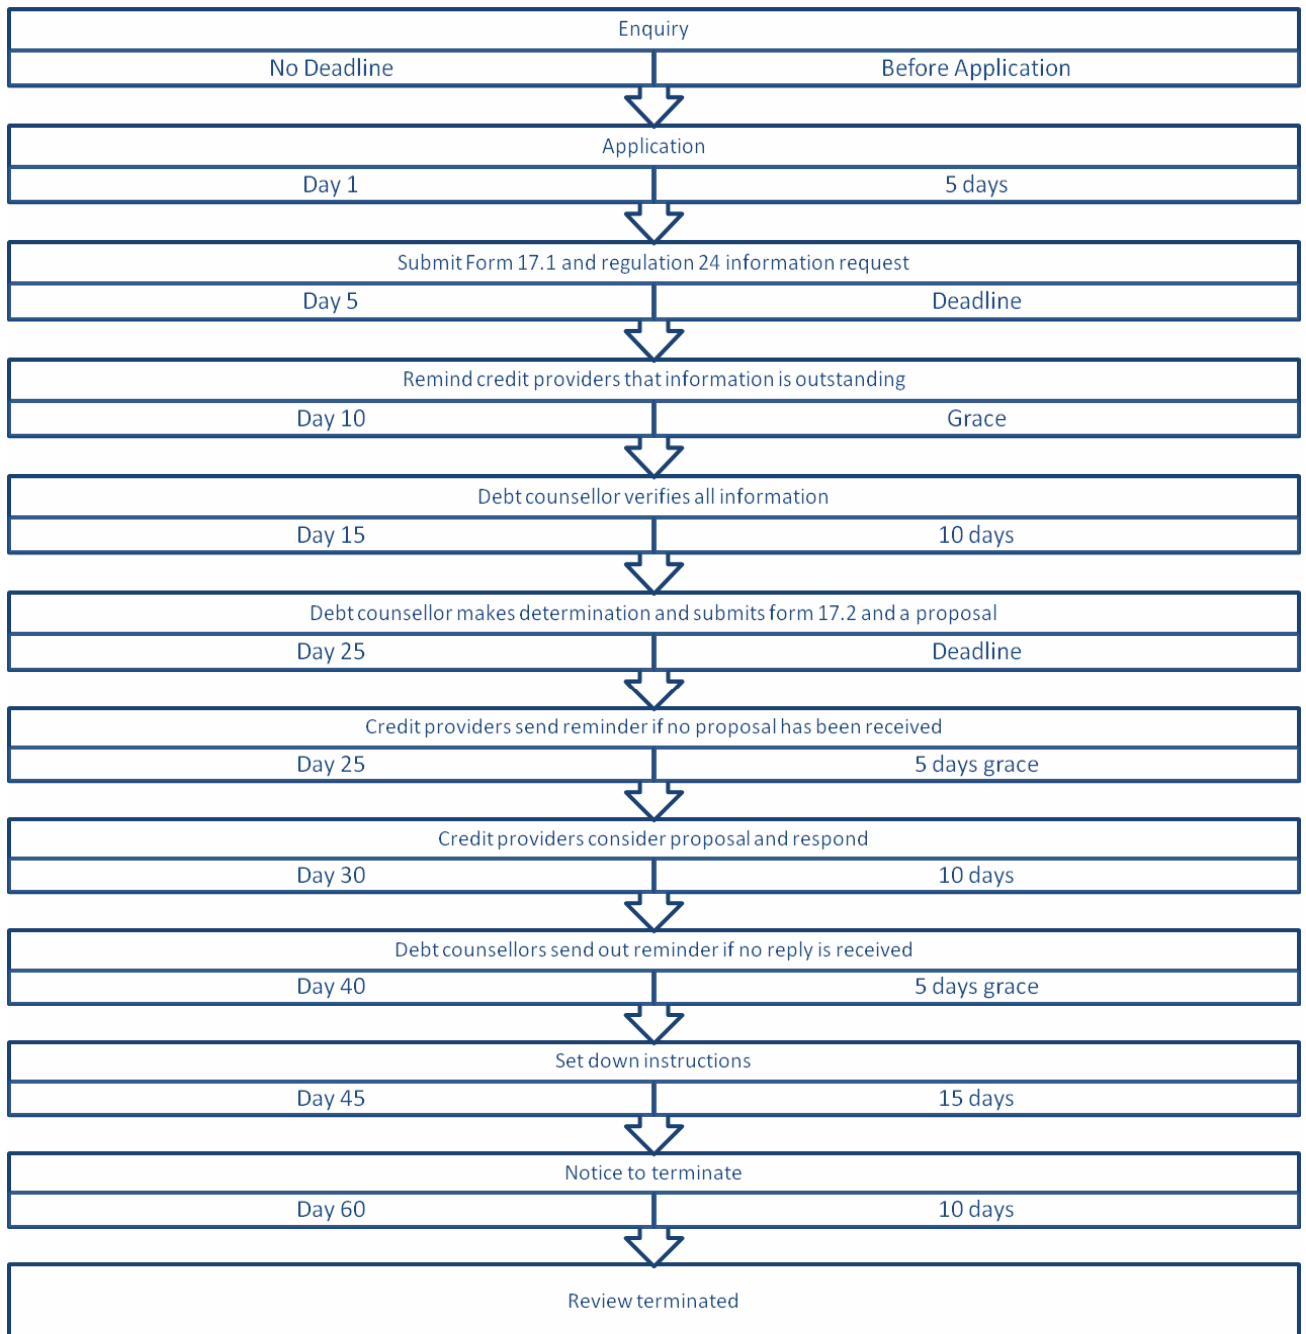 Enquiry
No Deadline Before Application
Application
Day 1 5 days
Submit Form 17.1 and regulation 24 information request
Day 5 Deadline
Remind credit providers that information is outstanding
Day 10 Grace
Debt counsellor verifies all information
Day 15 10 days
Debt counsellor makes determination and submits form 17.2 and a proposal
Day 25 Deadline
Credit providers send reminder if no proposal has been received
Day 25 5 days grace
Credit providers consider proposal and respond
Day 30 10 days
Debt counsellors send out reminder if no reply is received
Day 40 5 days grace
Set down instructions
Day 45 15 days
Notice to terminate
Day 60 10 days
Review terminated